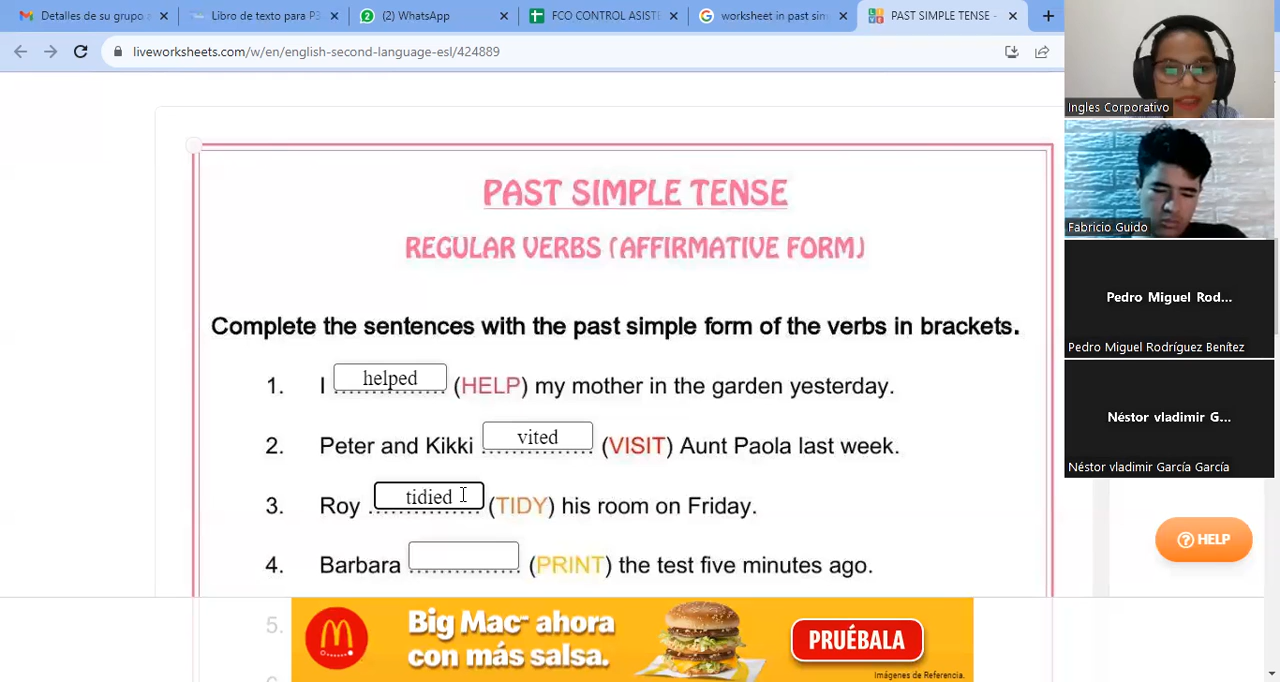 Detalles de su grupo
Libro de texto para P3
(2) WhatsApp
FCO CONTROL ASISTE
worksheet in past sim
PAST SIMPLE TENSE -
liveworksheets.com/w/en/english-second-language-esl/424889
PAST SIMPLE TENSE
REGULAR VERBS (AFFIRMATIVE FORM)
Complete the sentences with the past simple form of the verbs in brackets.
1. I helped (HELP) my mother in the garden yesterday.
2. Peter and Kikki vited (VISIT) Aunt Paola last week.
3. Roy tidied (TIDY) his room on Friday.
4. Barbara (PRINT) the test five minutes ago.
5.
Big Mac ahora
con más salsa.
PRUÉBALA
Imágenes de Referencia.
HELP
Ingles Corporativo
Fabricio Guido
Pedro Miguel Rod...
Pedro Miguel Rodríguez Benítez
Néstor vladimir G...
Néstor vladimir García García